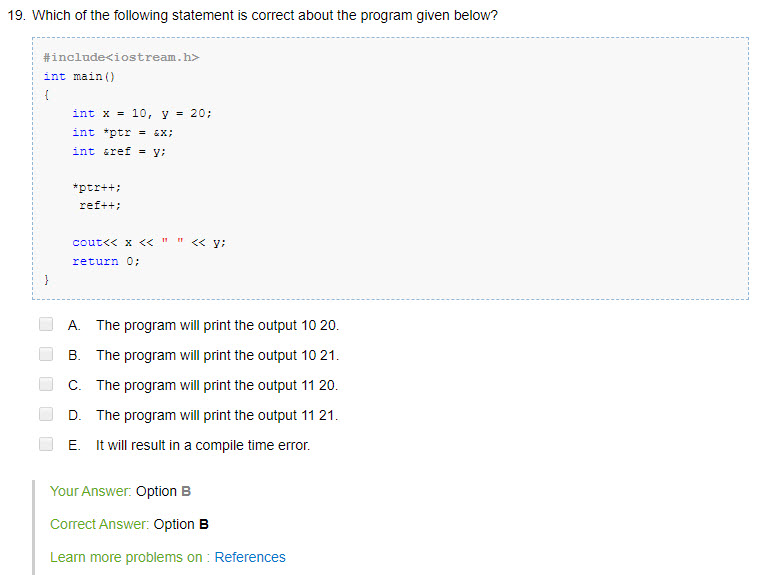 19. Which of the following statement is correct about the program given below?
#include<iostream.h>
int main()
{
    int x = 10, y = 20;
    int *ptr = &x;
    int &ref = y;
    *ptr++;
     ref++;
    cout<< x << " " << y;
    return 0;
}
A. The program will print the output 10 20.
B. The program will print the output 10 21.
C. The program will print the output 11 20.
D. The program will print the output 11 21.
E. It will result in a compile time error.
Your Answer: Option B
Correct Answer: Option B
Learn more problems on : References